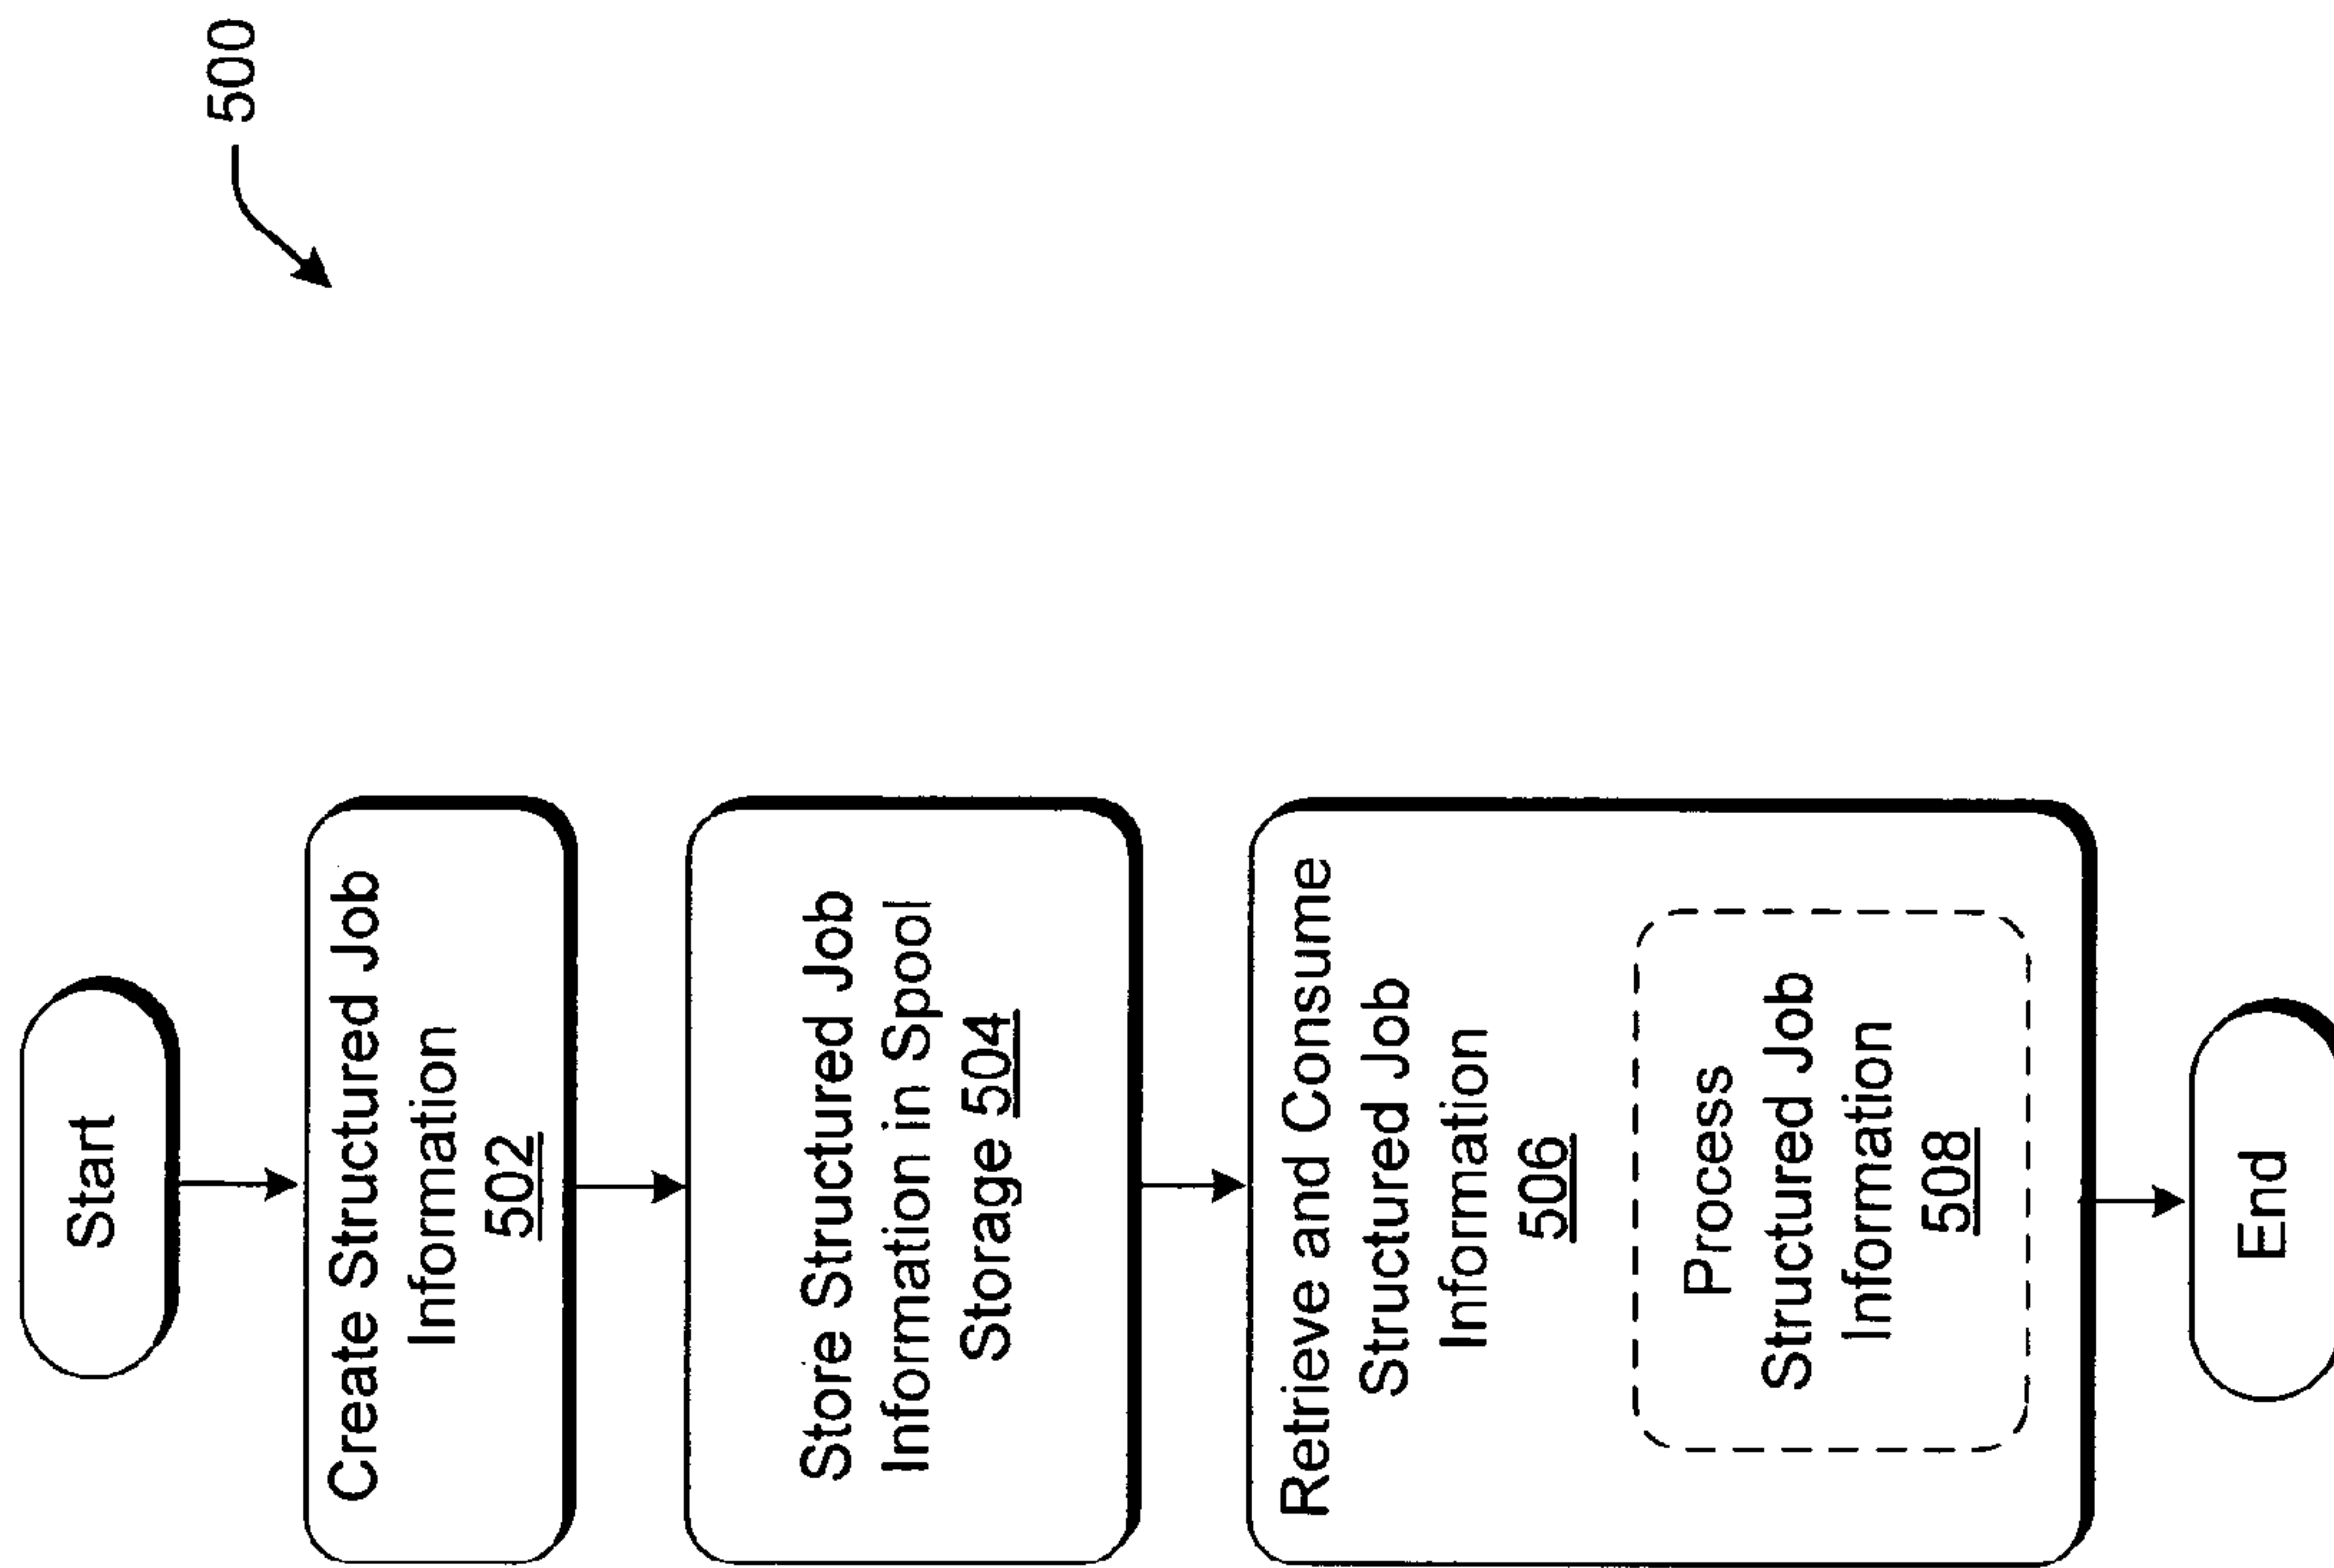 500
Start
Create Structured Job
Information
502
Store Structured Job
Information in Spool
Storage 504
Retrieve and Consume
Structured Job
Information
506
Process
Structured Job
Information
508
End